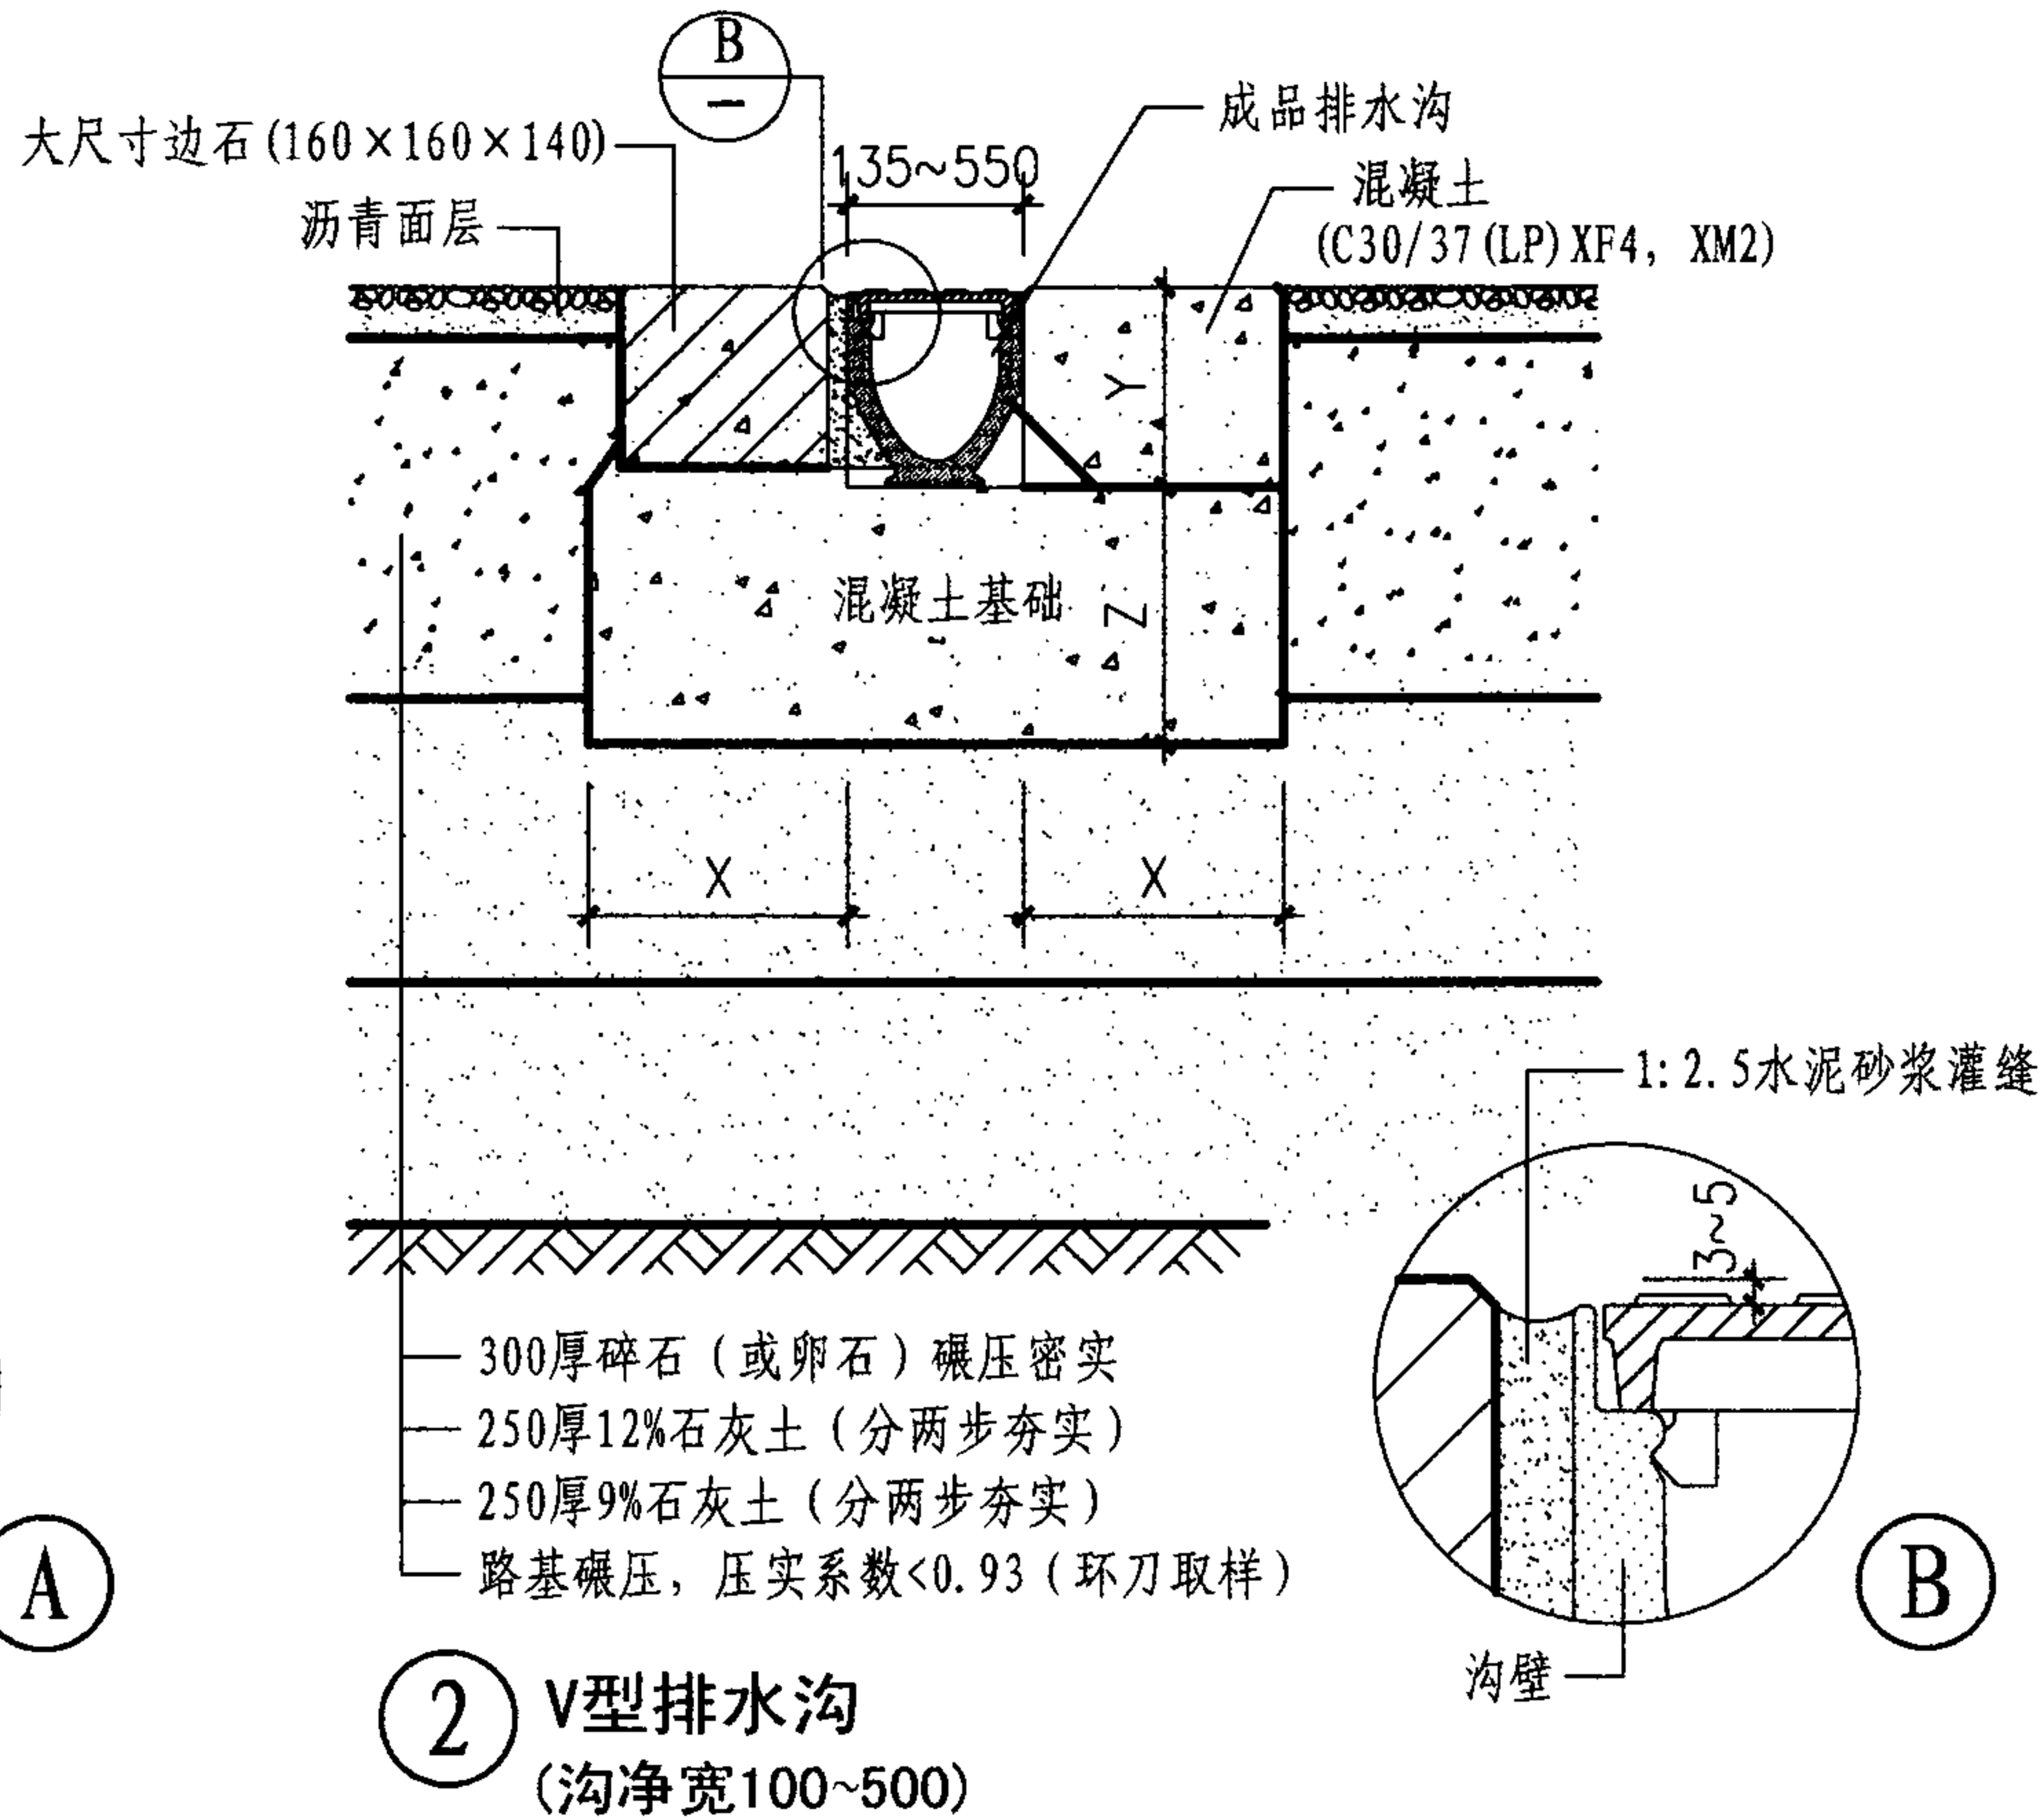 B
—
成品排水沟
大尺寸边石(160×160×140)
135~550
混凝土
沥青面层
(C30/37(LP)XF4, XM2)
Y
混凝土基础
Z
X
X
1:2.5水泥砂浆灌缝
3~5
300厚碎石（或卵石）碾压密实
250厚12%石灰土（分两步夯实）
250厚9%石灰土（分两步夯实）
路基碾压，压实系数<0.93（环刀取样）
A
B
沟壁
2
V型排水沟
(沟净宽100~500)